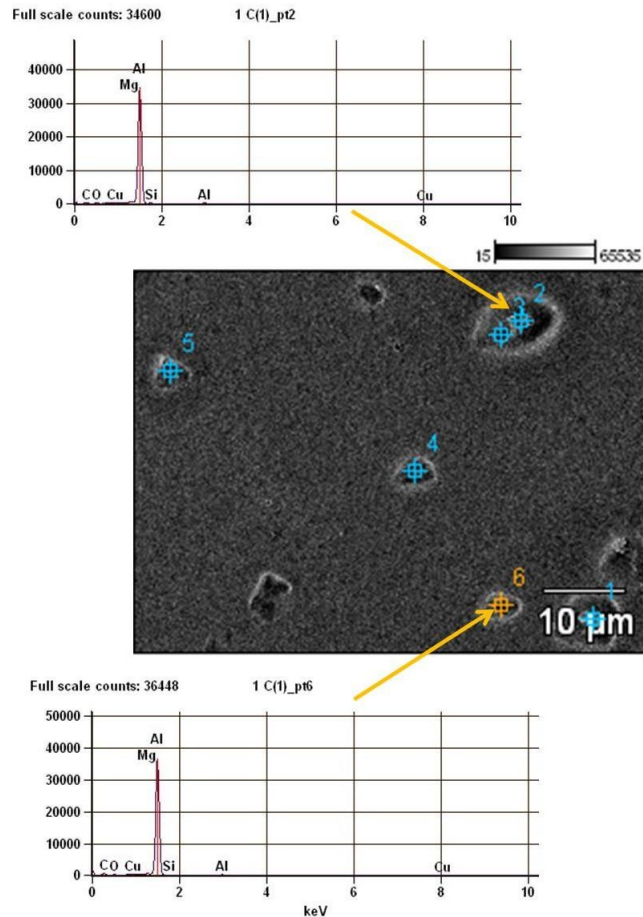 Full scale counts: 34600 1 C(1)_pt2
40000
30000
20000
10000
0
Al
Mg
C O Cu Si Al Cu
0 2 4 6 8 10
15 65535
3 2
5
4
6 1
10 µm
Full scale counts: 36448 1 C(1)_pt6
50000
40000
30000
20000
10000
0
Al
Mg
C O Cu Si Al Cu
0 2 4 6 8 10
keV